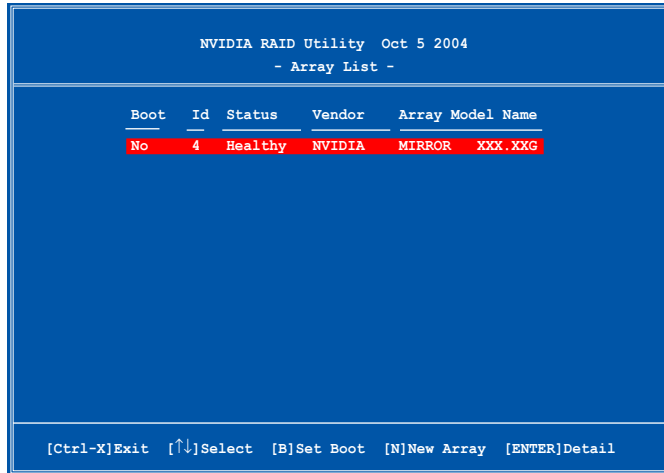 NVIDIA RAID Utility Oct 5 2004
- Array List -
Boot Id Status Vendor Array Model Name
No 4 Healthy NVIDIA MIRROR XXX.XXG
[Ctrl-X]Exit [↑↓]Select [B]Set Boot [N]New Array [ENTER]Detail